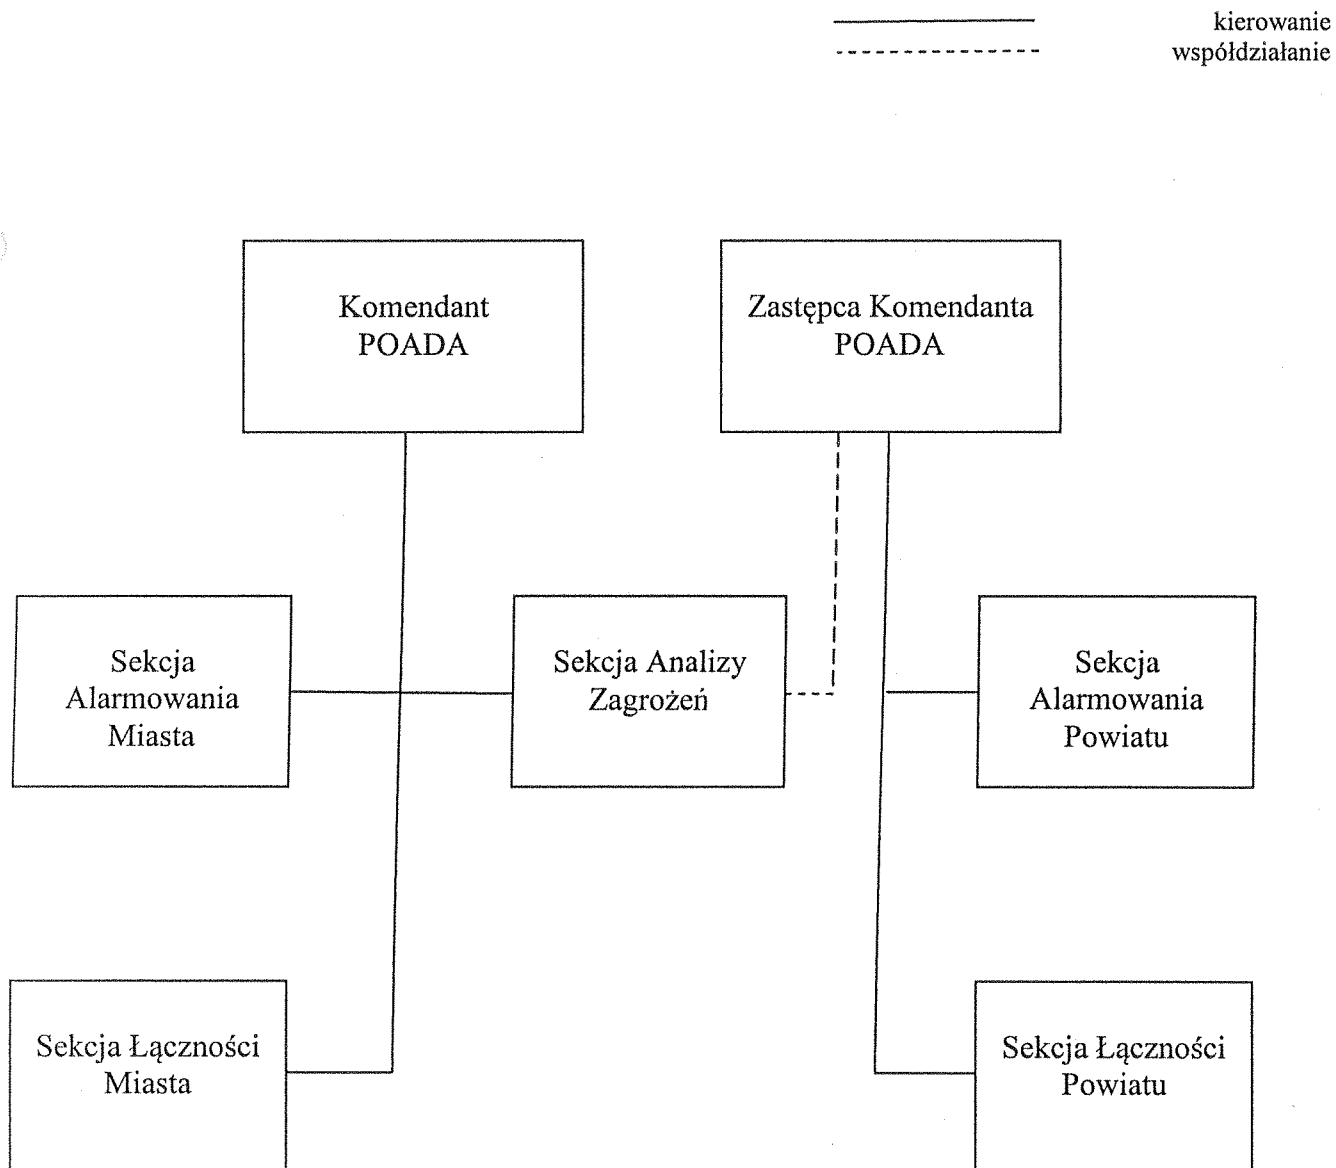 kierowanie
współdziałanie
Komendant
POADA
Zastępca Komendanta
POADA
Sekcja
Alarmowania
Miasta
Sekcja Analizy
Zagrożeń
Sekcja
Alarmowania
Powiatu
Sekcja Łączności
Miasta
Sekcja Łączności
Powiatu